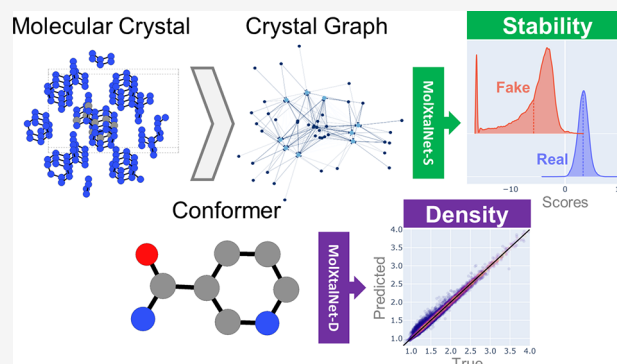 Molecular Crystal
Crystal Graph
Stability
MolXtalNet-S
Fake
Real
−10
0
Scores
Conformer
MolXtalNet-D
Density
Predicted
4.0
3.5
3.0
2.5
2.0
1.5
1.0
1.0 1.5 2.0 2.5 3.0 3.5 4.0
True